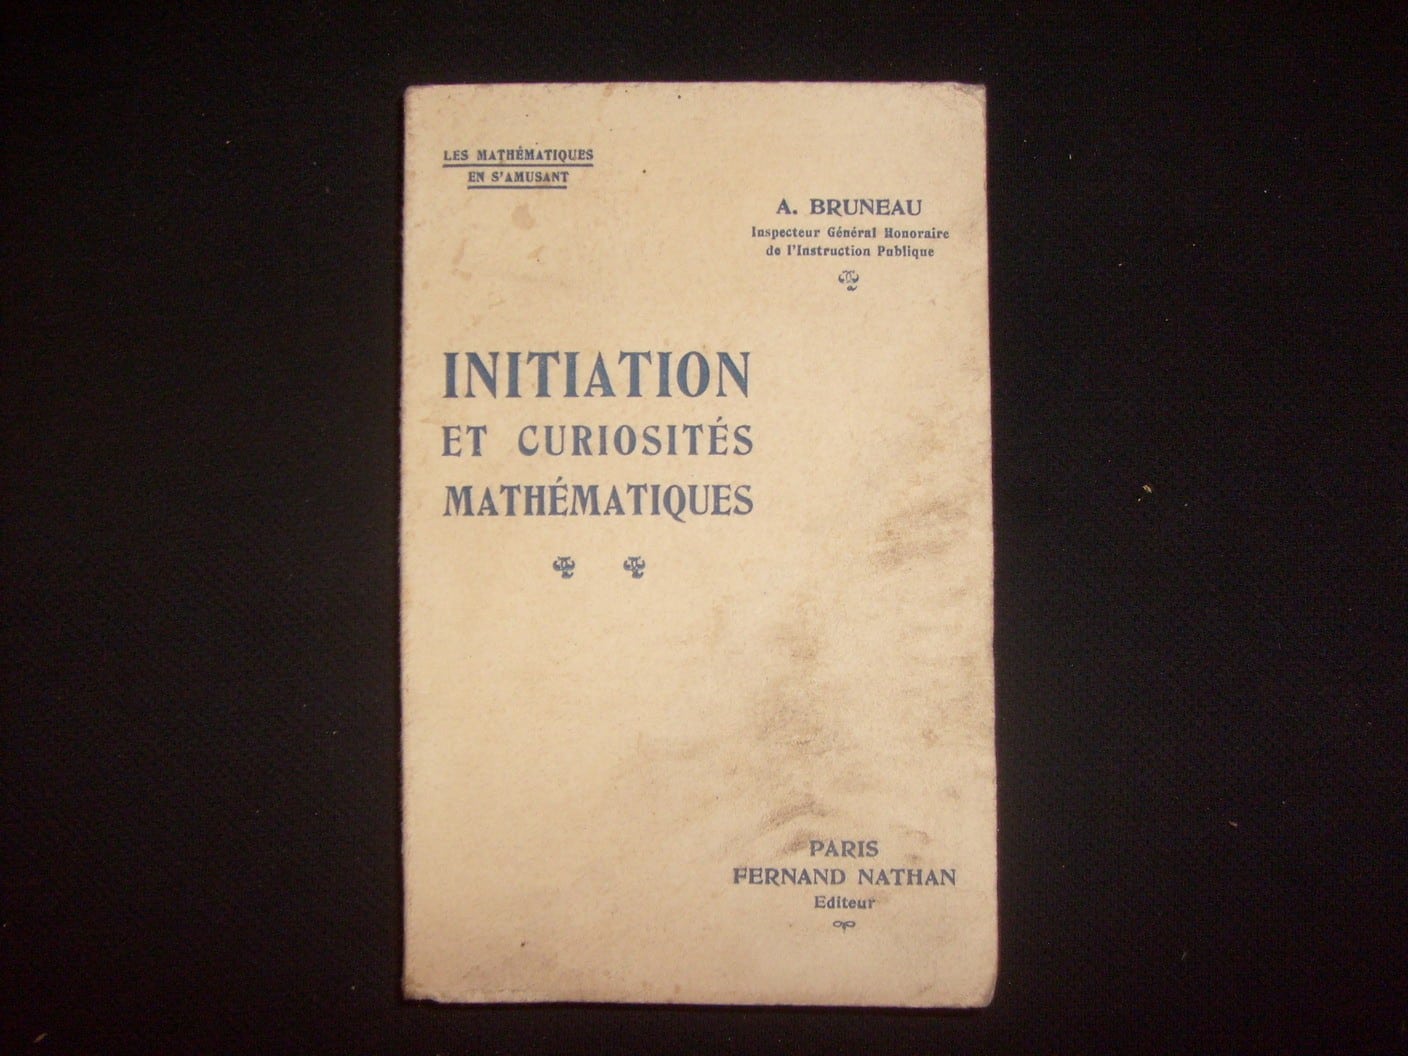 LES MATHÉMATIQUES
EN S'AMUSANT
A. BRUNEAU
Inspecteur Général Honoraire
de l'Instruction Publique
INITIATION
ET CURIOSITÉS
MATHÉMATIQUES
PARIS
FERNAND NATHAN
Editeur